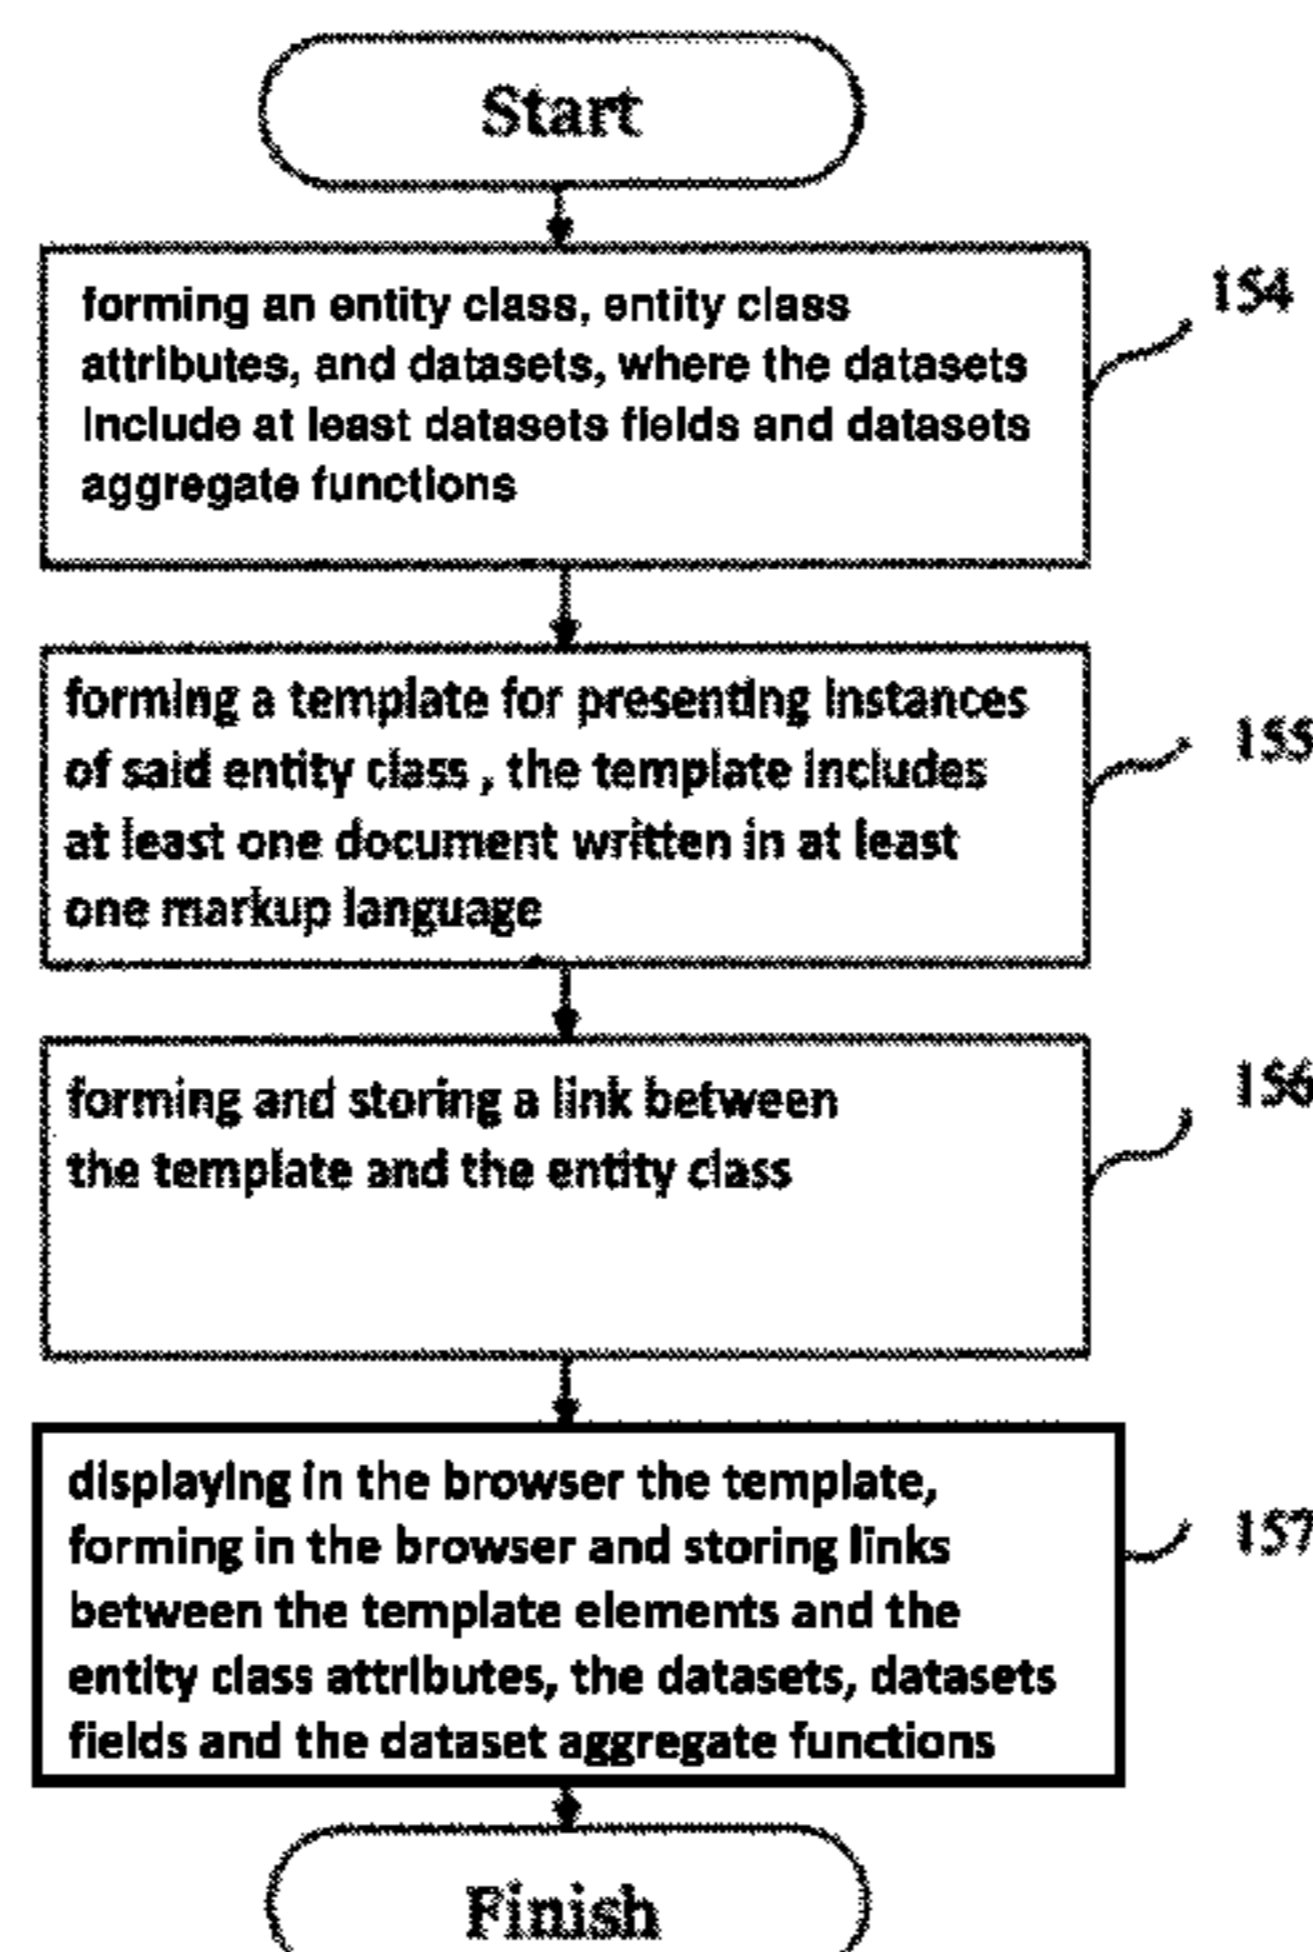 Start
forming an entity class, entity class
154
attributes, and datasets, where the datasets
include at least datasets fields and datasets
aggregate functions
forming a template for presenting instances
155
of said entity class , the template includes
at least one document written in at least
one markup language
forming and storing a link between
156
the template and the entity class
displaying in the browser the template,
forming in the browser and storing links
157
between the template elements and the
entity class attributes, the datasets, datasets
fields and the dataset aggregate functions
Finish